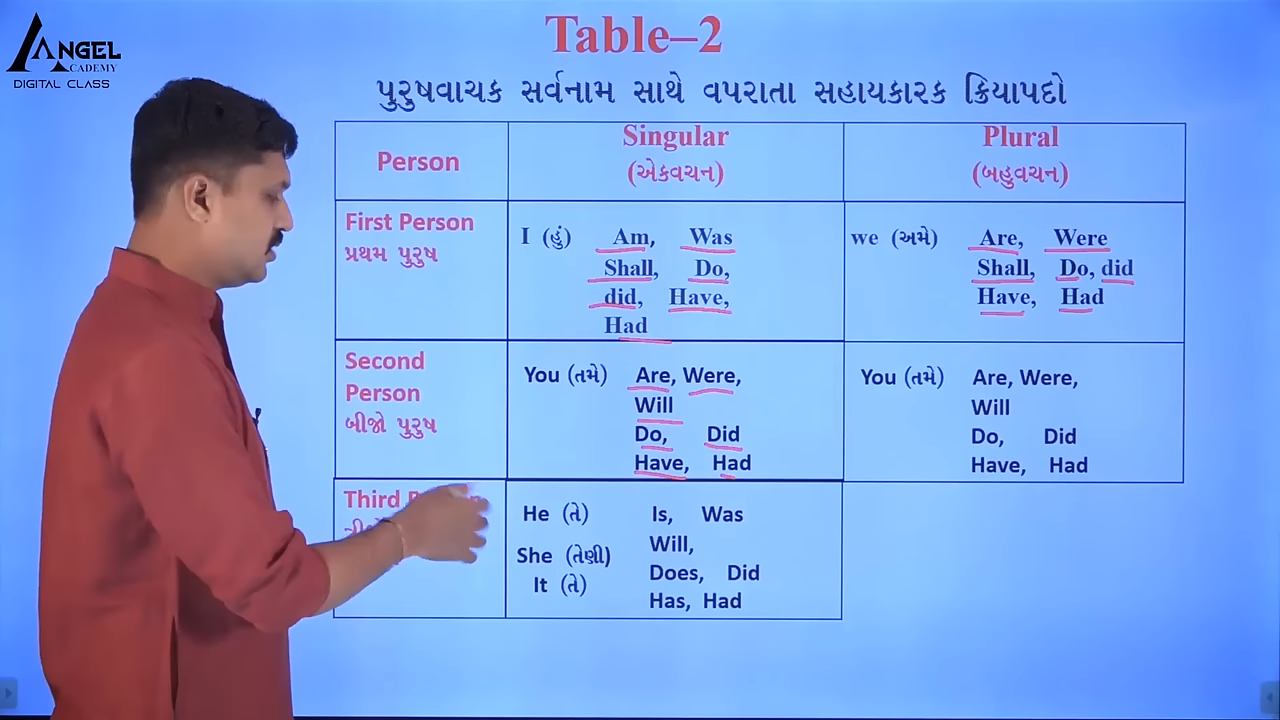 ANGEL
ACADEMY
DIGITAL CLASS
Table–2
પુરુષવાચક સર્વનામ સાથે વપરાતા સહાયકારક ક્રિયાપદો
Person
Singular
(એકવચન)
Plural
(બહુવચન)
First Person
પ્રથમ પુરુષ
I (હું) Am, Was
Shall, Do,
did, Have,
Had
we (અમે) Are, Were
Shall, Do, did
Have, Had
Second
Person
બીજો પુરુષ
You (તમે) Are, Were,
Will
Do, Did
Have, Had
You (તમે) Are, Were,
Will
Do, Did
Have, Had
Third
He (તે) Is, Was
Will,
She (તેણી)
Does, Did
It (તે)
Has, Had